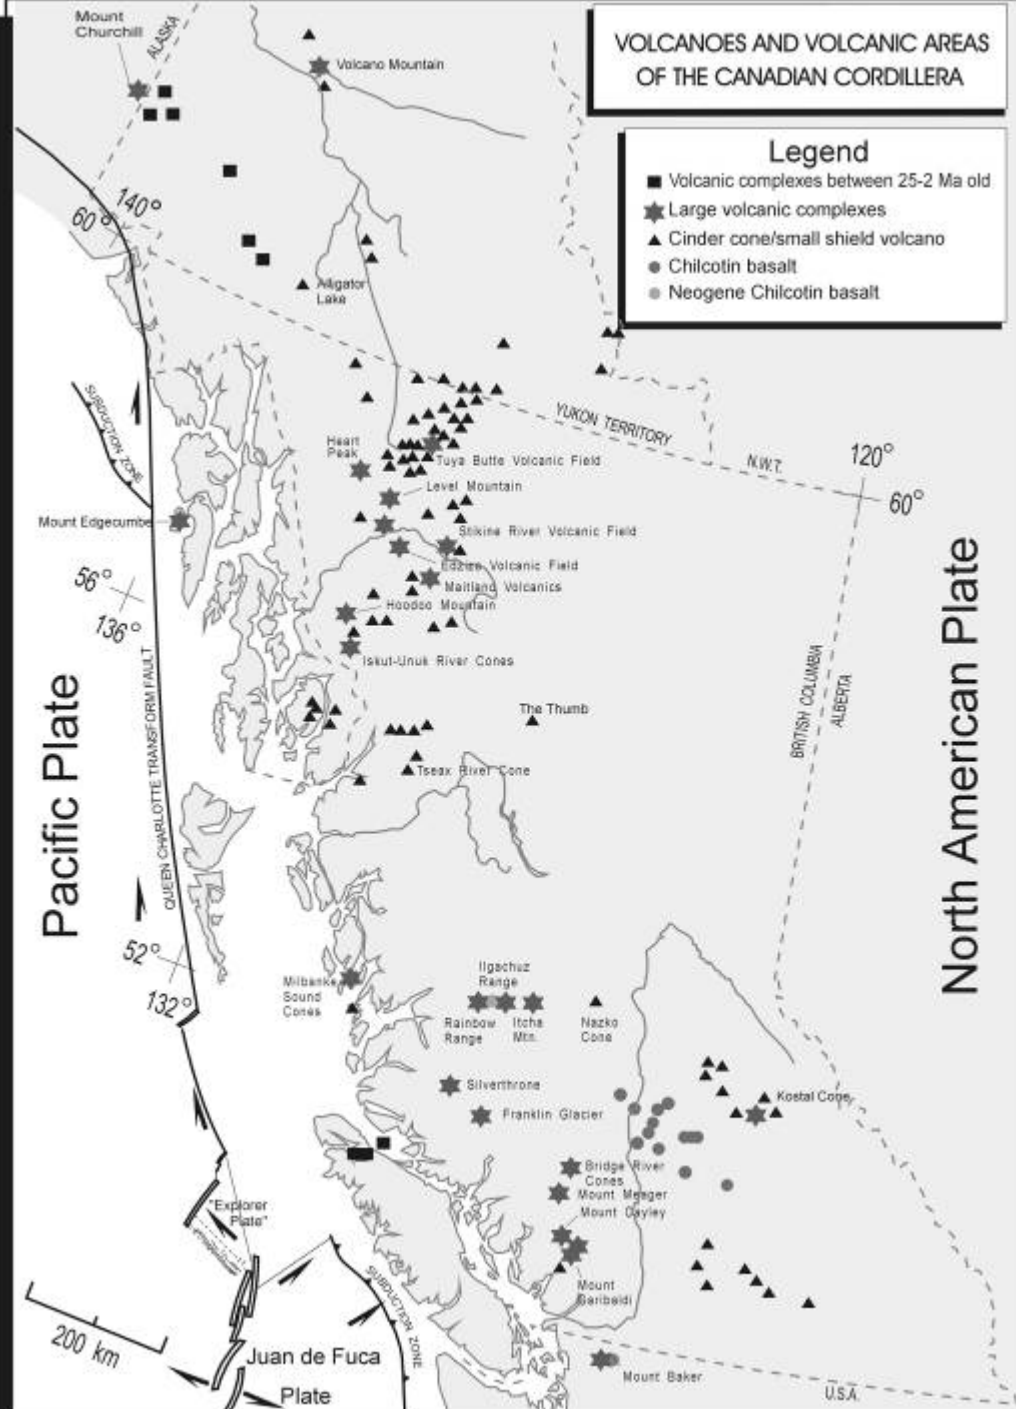 Mount
Churchill
ALASKA
VOLCANOES AND VOLCANIC AREAS
OF THE CANADIAN CORDILLERA
Volcano Mountain
Legend
Volcanic complexes between 25-2 Ma old
Large volcanic complexes
Cinder cone/small shield volcano
Chilcotin basalt
Neogene Chilcotin basalt
140°
60°
Alligator
Lake
SUBDUCTION ZONE
YUKON TERRITORY
N.W.T.
120°
60°
Heart
Peak
Tuya Butte Volcanic Field
Level Mountain
Mount Edgecumbe
Stikine River Volcanic Field
Edziza Volcanic Field
Maitland Volcanics
Hoodoo Mountain
Iskut-Unuk River Cones
56°
136°
Pacific Plate
QUEEN CHARLOTTE TRANSFORM FAULT
North American Plate
BRITISH COLUMBIA
ALBERTA
The Thumb
Tseax River Cone
52°
132°
Milbanke
Sound
Cones
Ilgachuz
Range
Rainbow
Range
Itcha
Mtn.
Nazko
Cone
Silverthrone
Franklin Glacier
Kostal Cone
Bridge River
Cones
Mount Meager
Mount Cayley
Mount
Garibaldi
"Explorer
Plate"
SUBDUCTION ZONE
200 km
Juan de Fuca
Plate
Mount Baker
U.S.A.